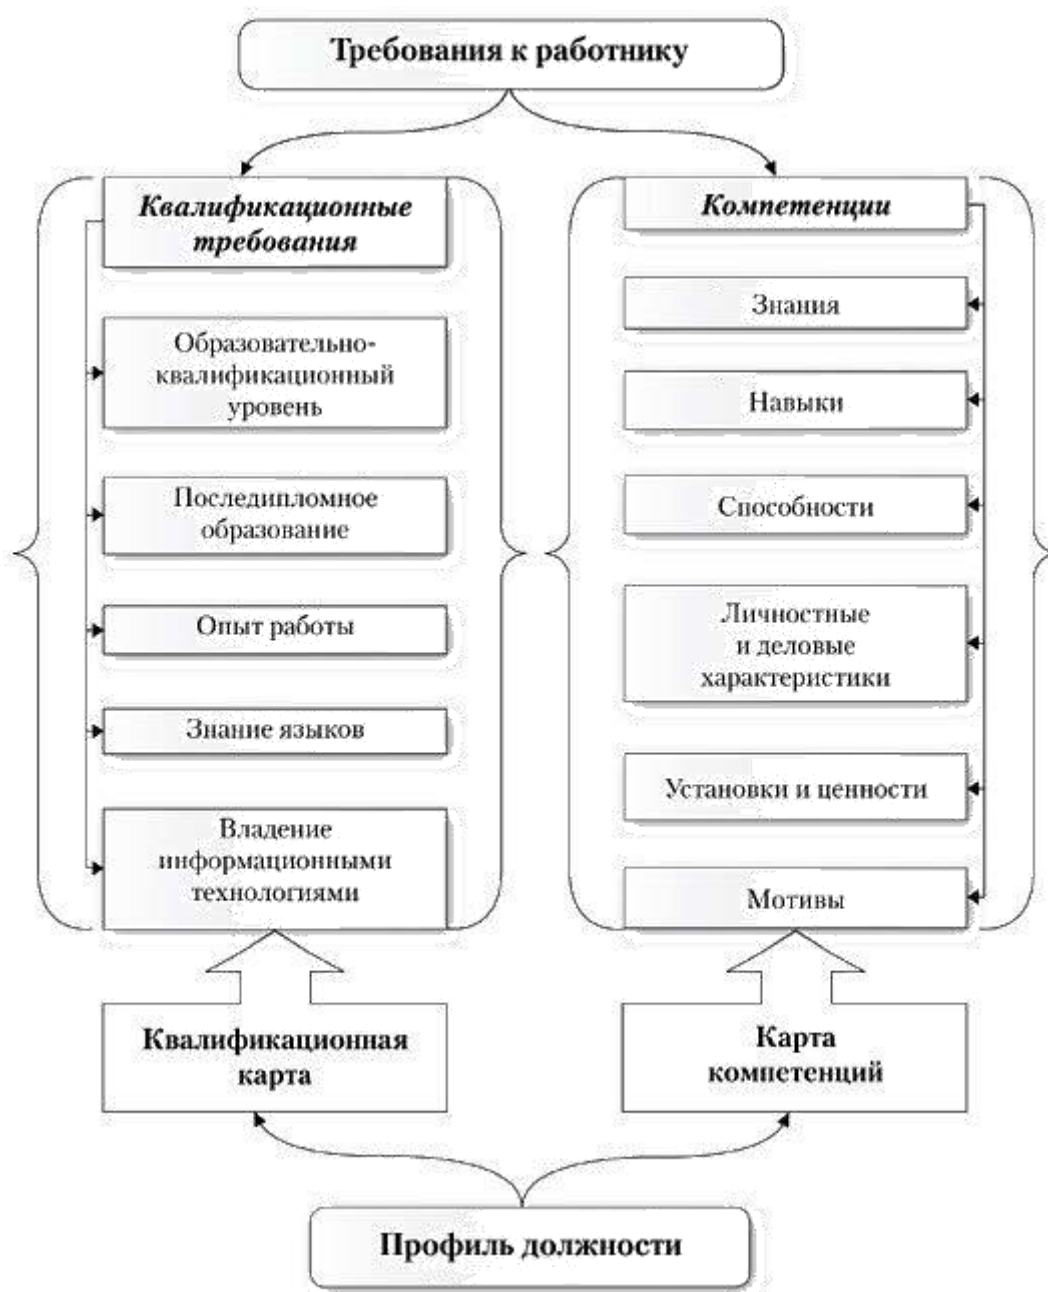 Требования к работнику
Квалификационные
требования
Образовательно-
квалификационный
уровень
Последипломное
образование
Опыт работы
Знание языков
Владение
информационными
технологиями
Компетенции
Знания
Навыки
Способности
Личностные
и деловые
характеристики
Установки и ценности
Мотивы
Квалификационная
карта
Карта
компетенций
Профиль должности